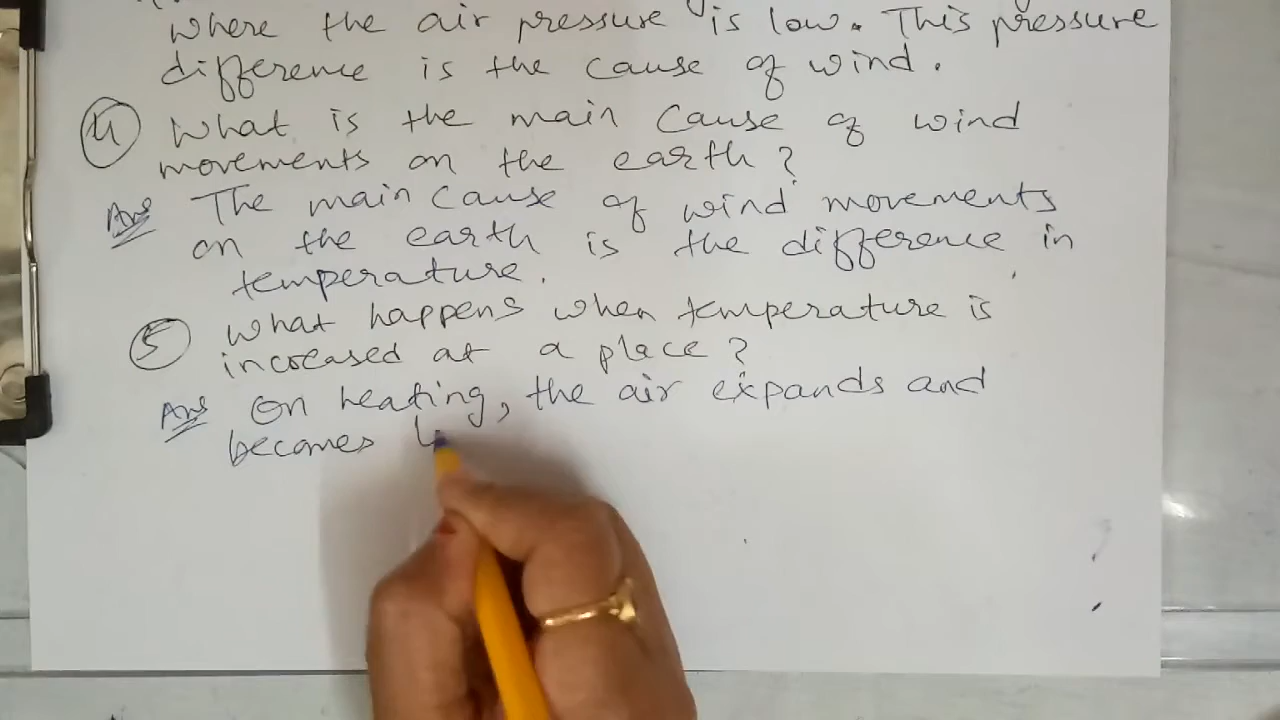 where the air pressure is low. This pressure
difference is the cause of wind.
4 What is the main cause of wind
movements on the earth?
Ans The main cause of wind movements
on the earth is the difference in
temperature.
5 What happens when temperature is
increased at a place?
Ans On heating, the air expands and
becomes